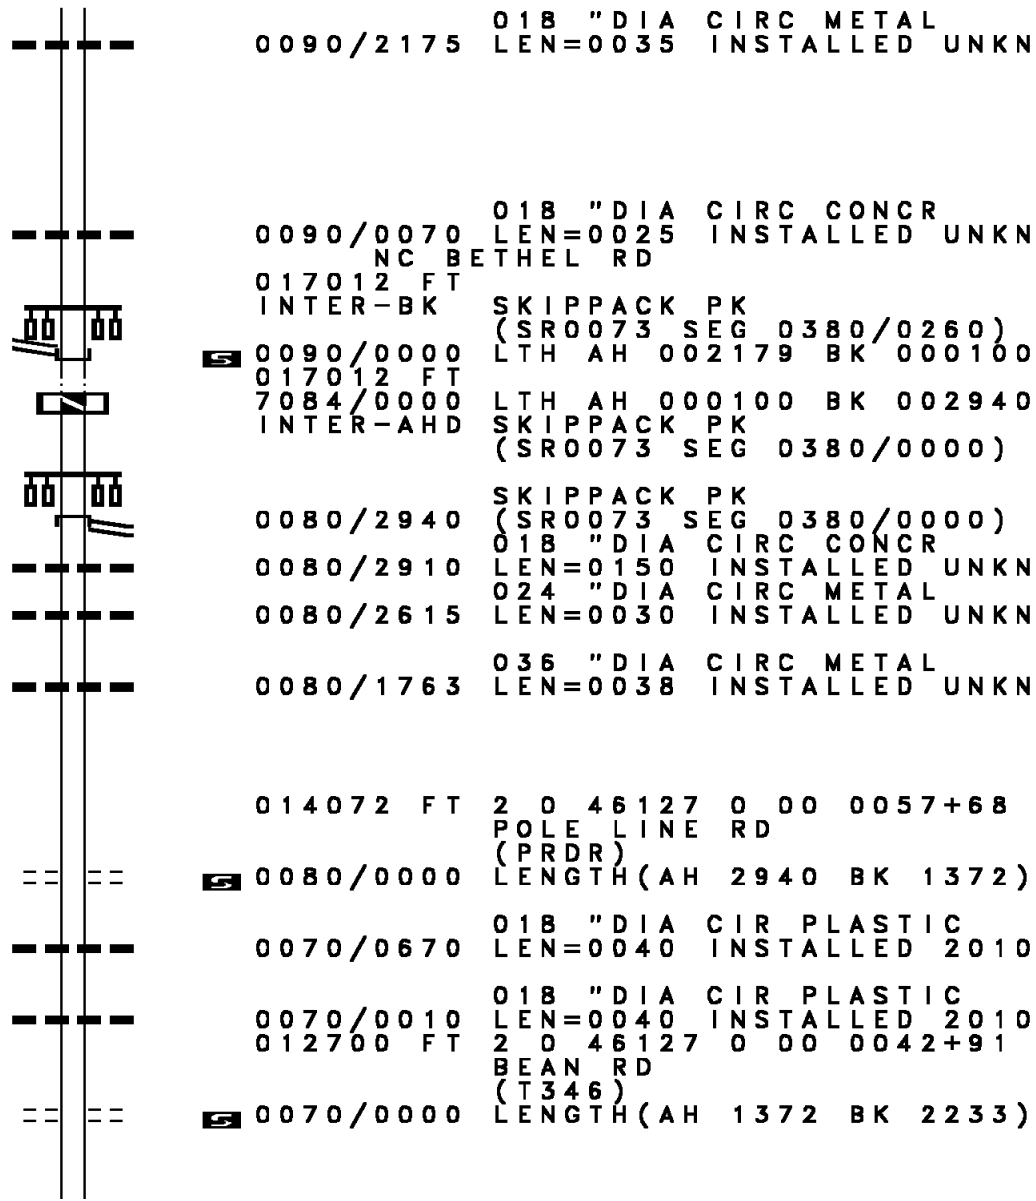 018 "DIA CIRC METAL
0090/2175 LEN=0035 INSTALLED UNKN
018 "DIA CIRC CONCR
0090/0070 LEN=0025 INSTALLED UNKN
NC BETHEL RD
017012 FT
INTER-BK SKIPPACK PK
(SR0073 SEG 0380/0260)
S 0090/0000 LTH AH 002179 BK 000100
017012 FT
7084/0000 LTH AH 000100 BK 002940
INTER-AHD SKIPPACK PK
(SR0073 SEG 0380/0000)
SKIPPACK PK
0080/2940 (SR0073 SEG 0380/0000)
018 "DIA CIRC CONCR
0080/2910 LEN=0150 INSTALLED UNKN
024 "DIA CIRC METAL
0080/2615 LEN=0030 INSTALLED UNKN
036 "DIA CIRC METAL
0080/1763 LEN=0038 INSTALLED UNKN
014072 FT 2 0 46127 0 00 0057+68
POLE LINE RD
(PRDR)
S 0080/0000 LENGTH(AH 2940 BK 1372)
018 "DIA CIR PLASTIC
0070/0670 LEN=0040 INSTALLED 2010
018 "DIA CIR PLASTIC
0070/0010 LEN=0040 INSTALLED 2010
012700 FT 2 0 46127 0 00 0042+91
BEAN RD
(T346)
S 0070/0000 LENGTH(AH 1372 BK 2233)